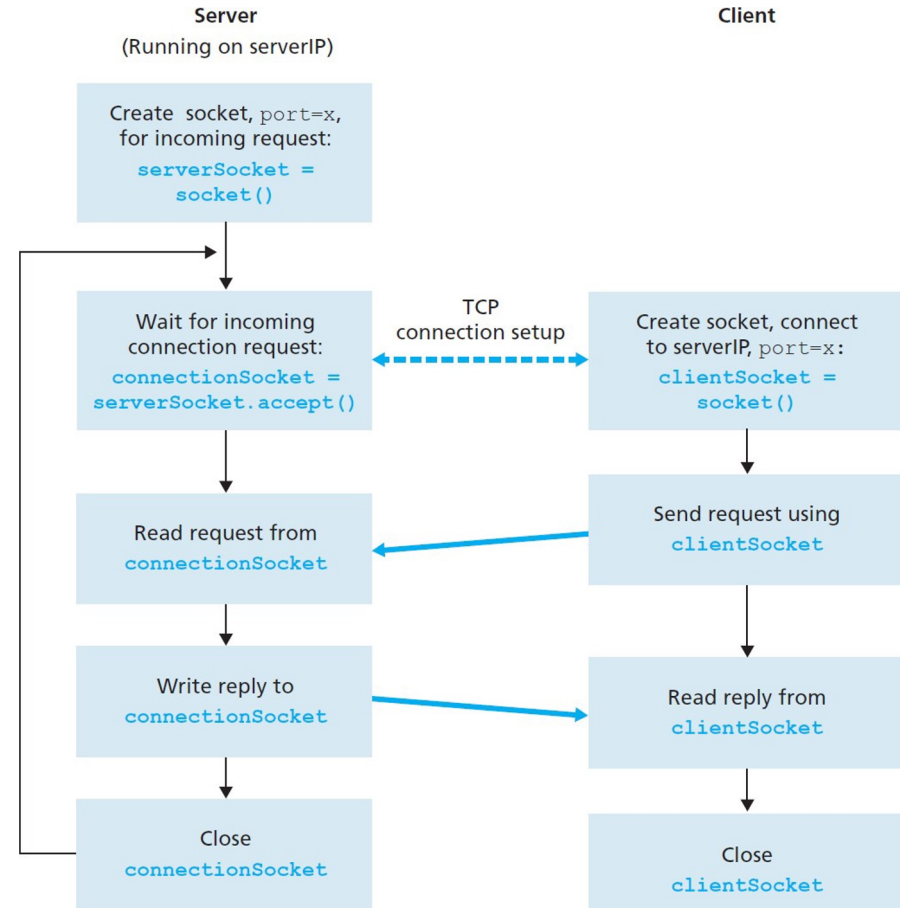 Server
(Running on serverIP)
Create socket, port=x,
for incoming request:
serverSocket =
socket()
Wait for incoming
connection request:
connectionSocket =
serverSocket.accept()
Read request from
connectionSocket
Write reply to
connectionSocket
Close
connectionSocket
TCP
connection setup
Client
Create socket, connect
to serverIP, port=x:
clientSocket =
socket()
Send request using
clientSocket
Read reply from
clientSocket
Close
clientSocket